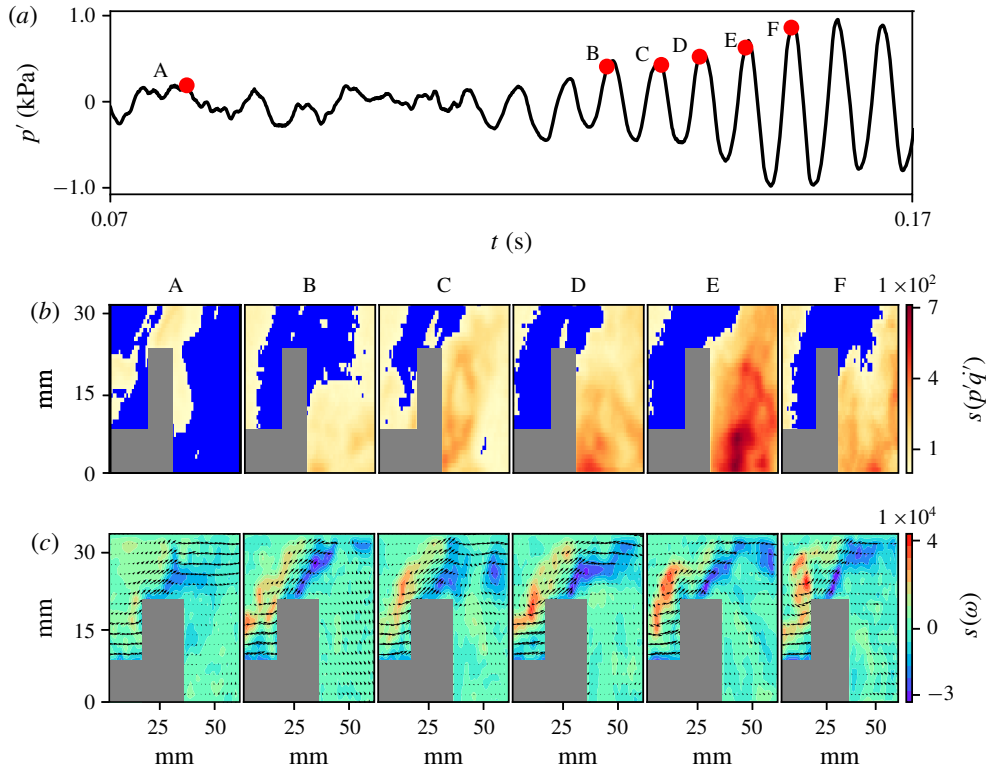 (a)
1.0
0
−1.0
p′ (kPa)
A
B
C
D
E
F
0.07
0.17
t (s)
A B C D E F 1 ×10²
(b)
30
15
0
mm
7
4
1
s(p′q′)
(c)
1 ×10⁴
30
15
0
mm
4
0
−3
s(ω)
25 50 25 50 25 50 25 50 25 50 25 50
mm mm mm mm mm mm